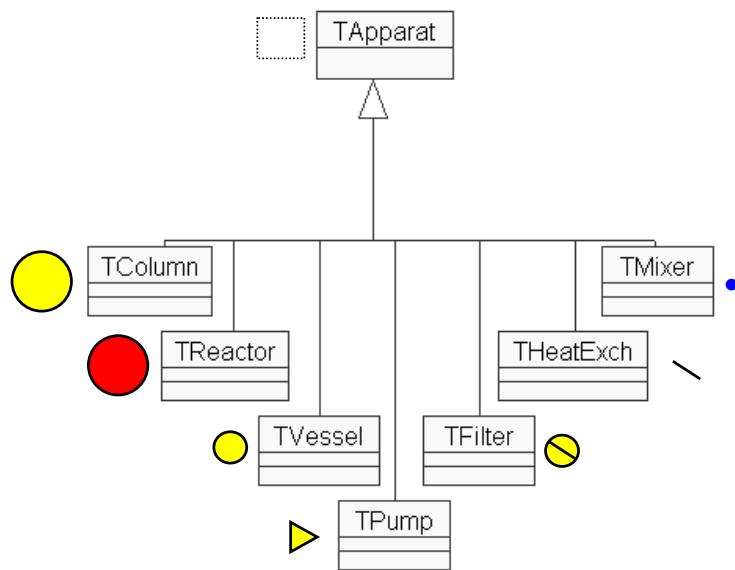 TApparat
TColumn
TMixer
TReactor
THeatExch
TVessel
TFilter
TPump